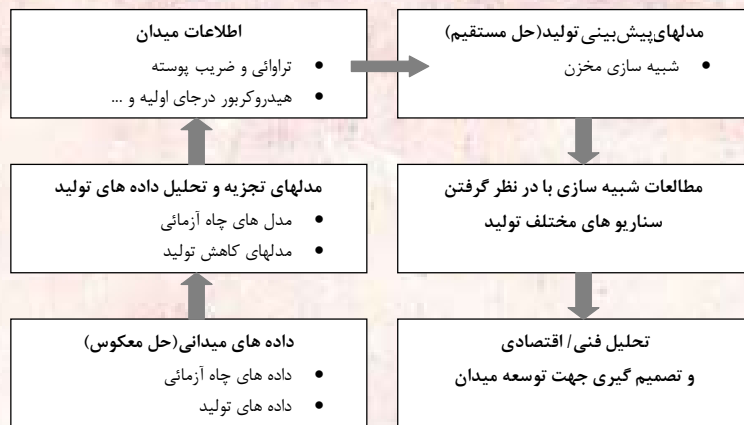 مدلهای پیش‌بینی تولید(حل مستقیم)
• شبیه سازی مخزن
اطلاعات میدان
• تراوائی و ضریب پوسته
• هیدروکربور درجای اولیه و ...
مطالعات شبیه سازی با در نظر گرفتن
سناریو های مختلف تولید
مدلهای تجزیه و تحلیل داده های تولید
• مدل های چاه آزمائی
• مدلهای کاهش تولید
تحلیل فنی/ اقتصادی
و تصمیم گیری جهت توسعه میدان
داده های میدانی(حل معکوس)
• داده های چاه آزمائی
• داده های تولید